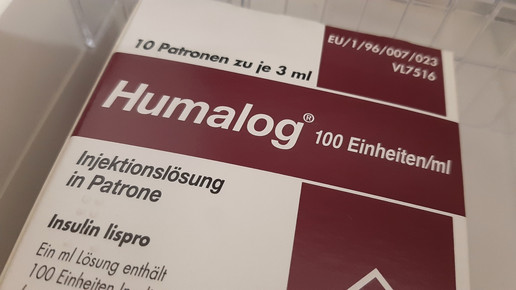 10 Patronen zu je 3 ml
EU/1/96/007/023
VL7516
Humalog® 100 Einheiten/ml
Injektionslösung
in Patrone
Insulin lispro
Ein ml Lösung enthält
100 Einheiten